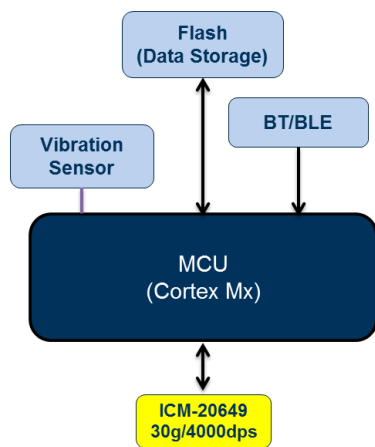 Flash
(Data Storage)
BT/BLE
Vibration
Sensor
MCU
(Cortex Mx)
ICM-20649
30g/4000dps